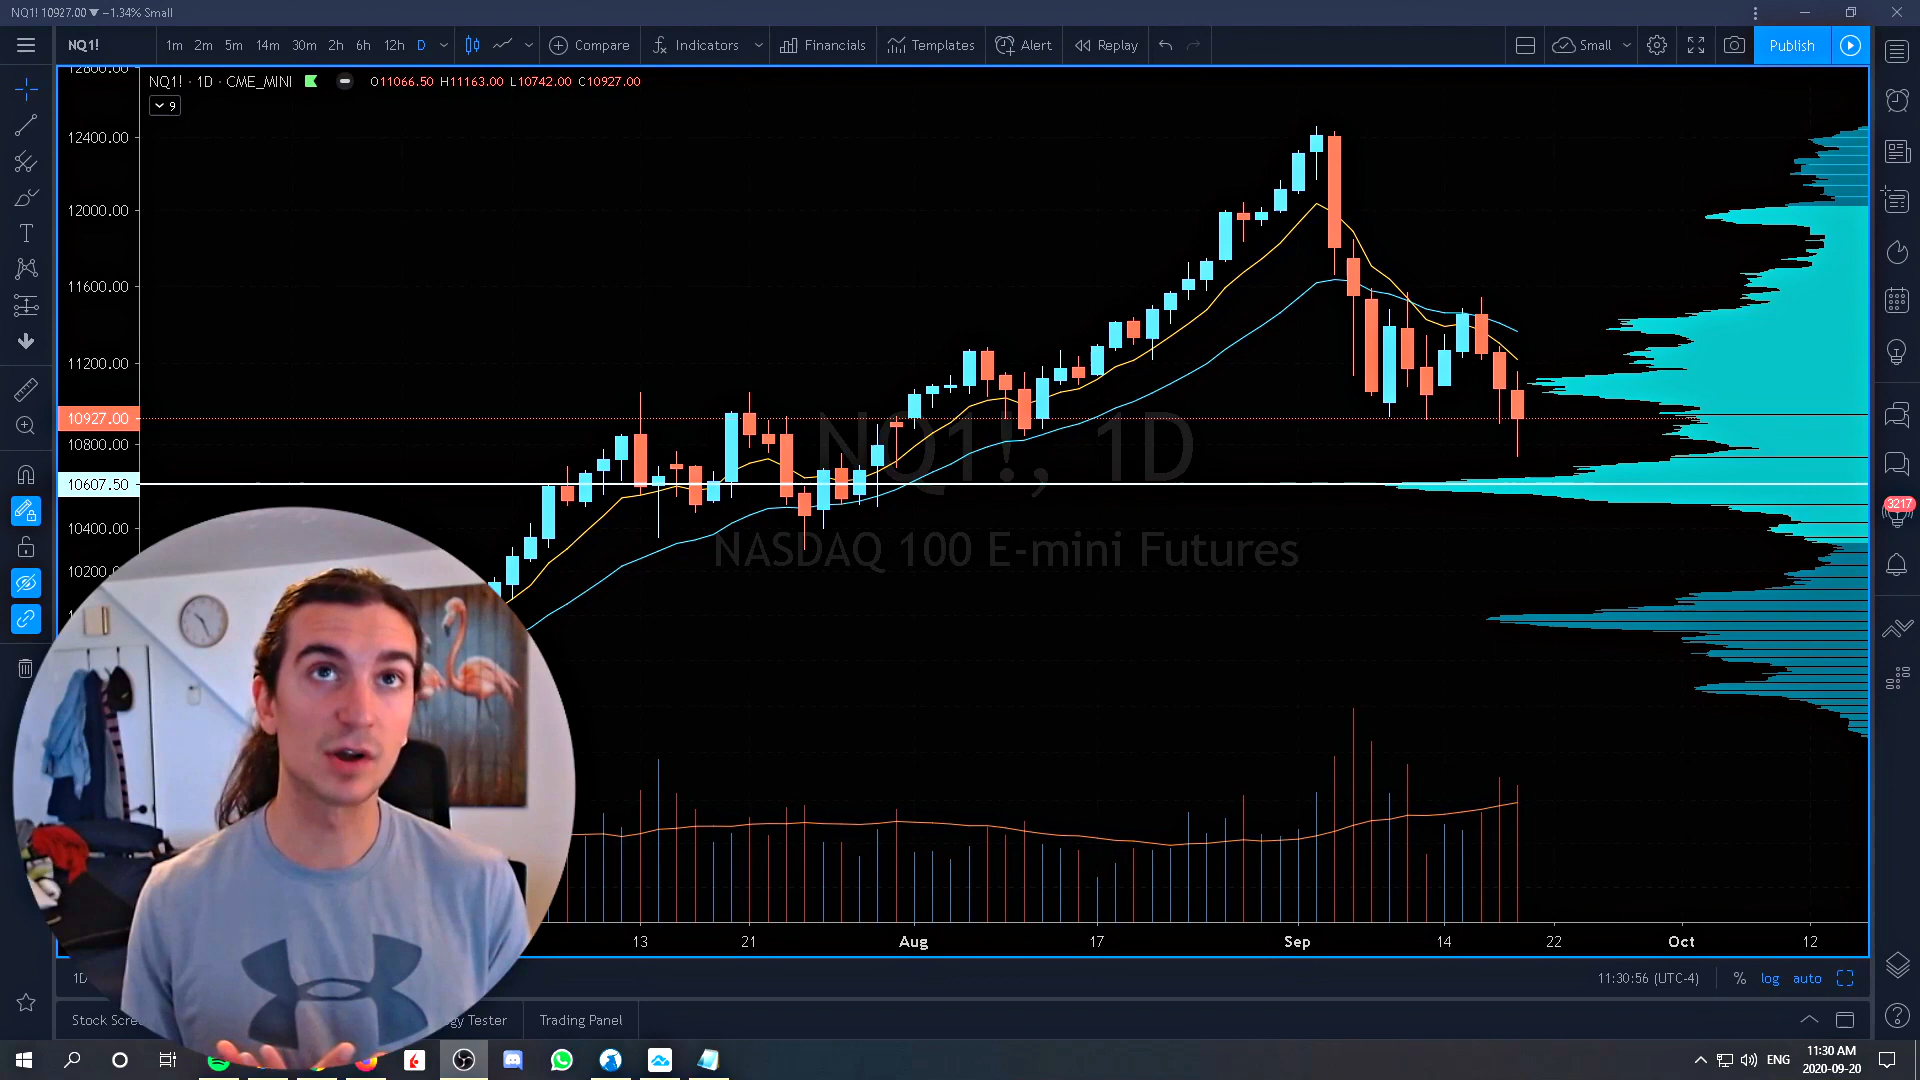 NQ1! 10927.00 ▼ −1.34% Small
NQ1! 1m 2m 5m 14m 30m 2h 6h 12h D Compare Indicators Financials Templates Alert Replay Small Publish
NQ1! · 1D · CME_MINI O11066.50 H11163.00 L10742.00 C10927.00
9
12800.00
12400.00
12000.00
11600.00
11200.00
10927.00
10800.00
10607.50
10400.00
10200
NQ1!, 1D
NASDAQ 100 E-mini Futures
3217
13 21 Aug 17 Sep 14 22 Oct 12
1D 11:30:56 (UTC-4) % log auto
Stock Tester Trading Panel
ENG 11:30 AM
2020-09-20